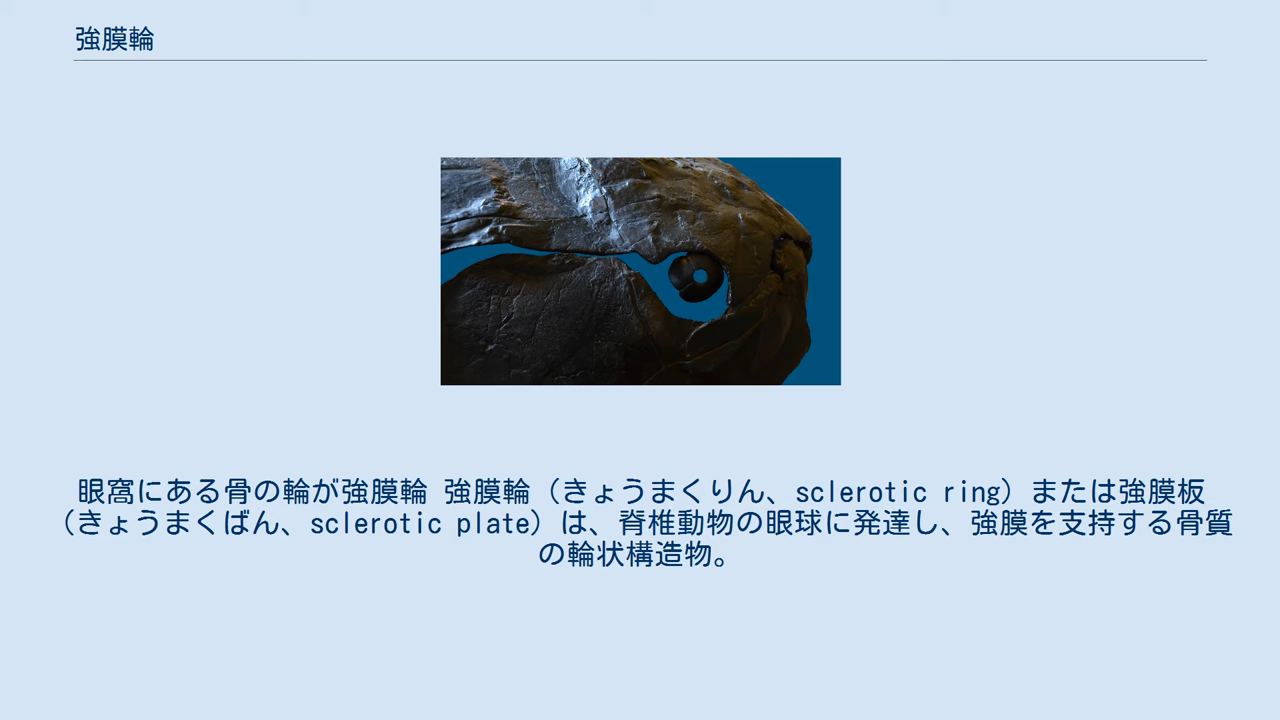 強膜輪
眼窩にある骨の輪が強膜輪 強膜輪（きょうまくりん、sclerotic ring）または強膜板
（きょうまくばん、sclerotic plate）は、脊椎動物の眼球に発達し、強膜を支持する骨質
の輪状構造物。